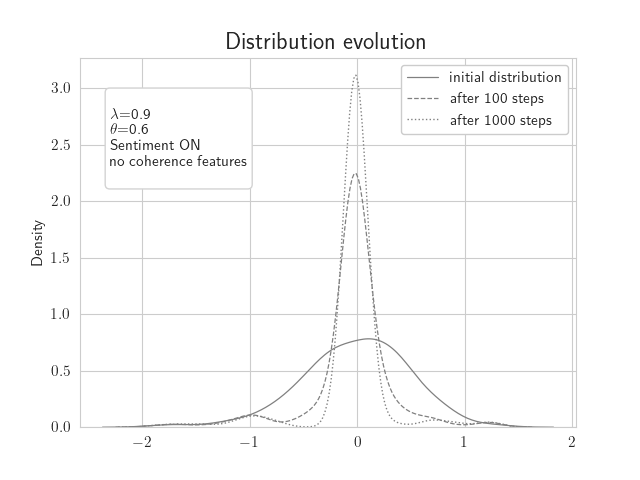 Distribution evolution
initial distribution
after 100 steps
after 1000 steps
λ=0.9
θ=0.6
Sentiment ON
no coherence features
Density
3.0
2.5
2.0
1.5
1.0
0.5
0.0
−2
−1
0
1
2